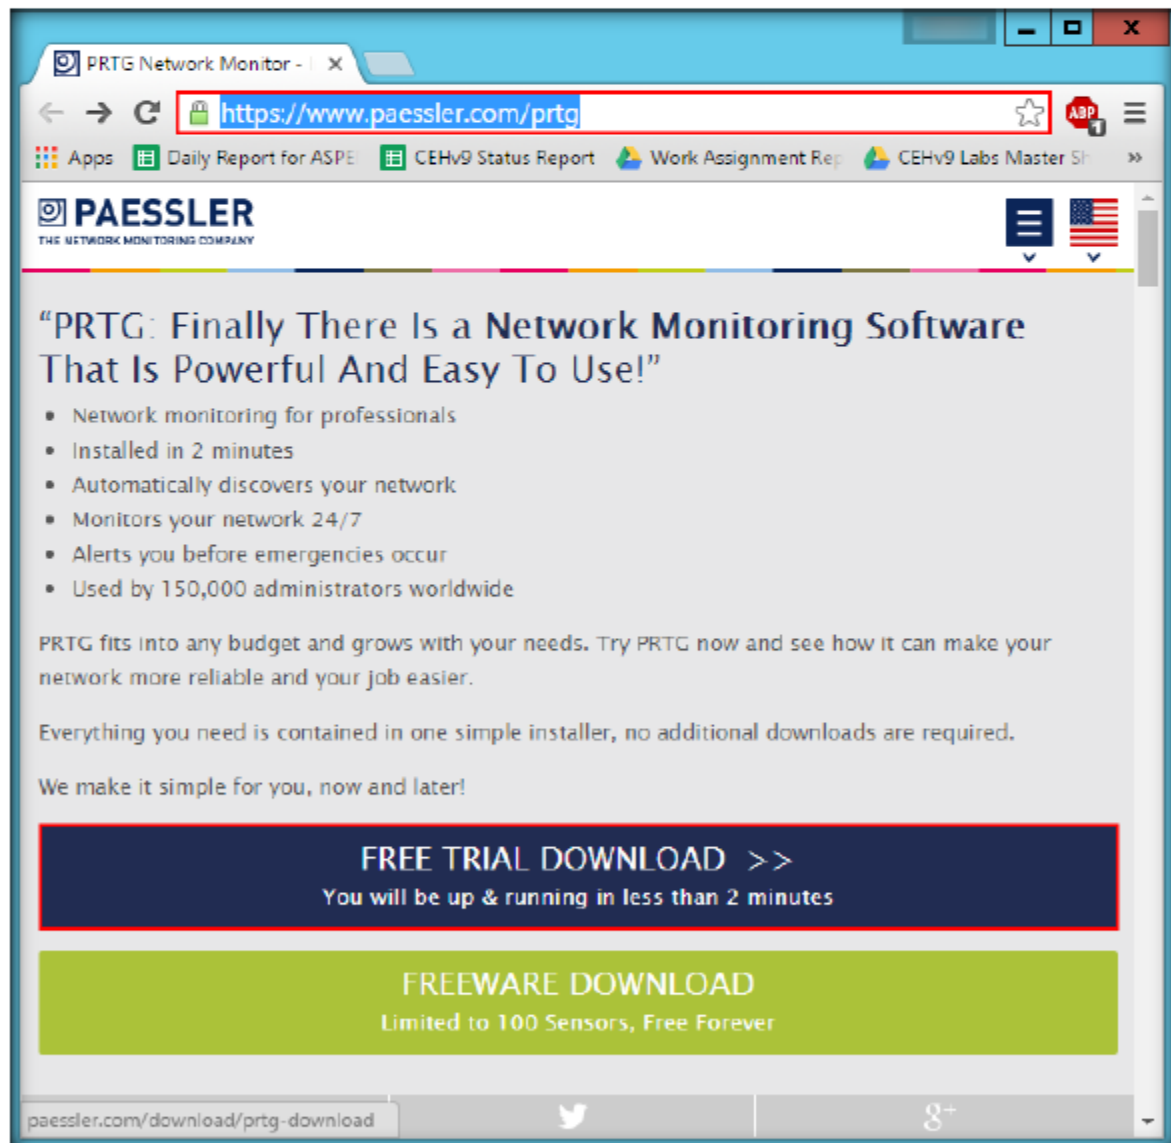 PRTG Network Monitor -
https://www.paessler.com/prtg
ABP
1
Apps Daily Report for ASPE CEHv9 Status Report Work Assignment Rep CEHv9 Labs Master Sh »
PAESSLER
THE NETWORK MONITORING COMPANY
“PRTG: Finally There Is a Network Monitoring Software
That Is Powerful And Easy To Use!”
• Network monitoring for professionals
• Installed in 2 minutes
• Automatically discovers your network
• Monitors your network 24/7
• Alerts you before emergencies occur
• Used by 150,000 administrators worldwide
PRTG fits into any budget and grows with your needs. Try PRTG now and see how it can make your
network more reliable and your job easier.
Everything you need is contained in one simple installer, no additional downloads are required.
We make it simple for you, now and later!
FREE TRIAL DOWNLOAD >>
You will be up & running in less than 2 minutes
FREEWARE DOWNLOAD
Limited to 100 Sensors, Free Forever
paessler.com/download/prtg-download
g+